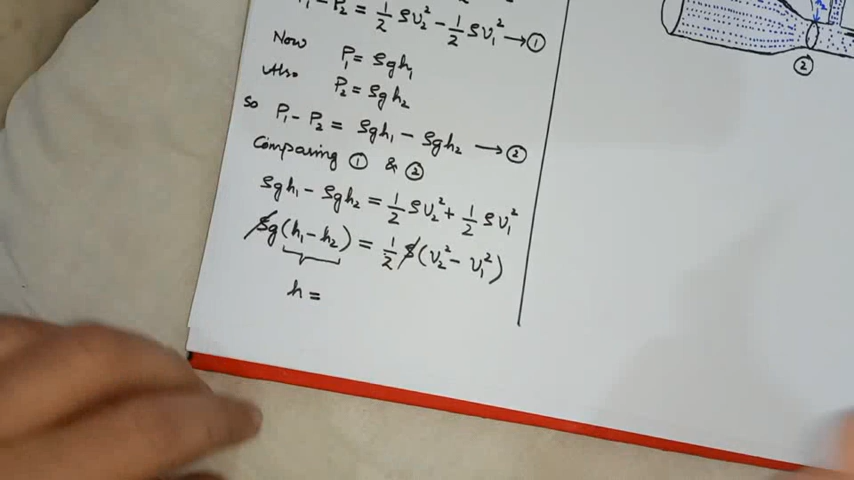 P₁ - P₂ = 1/2 ρv₂² - 1/2 ρv₁² → ①
Now P₁ = ρgh₁
Also P₂ = ρgh₂
So P₁ - P₂ = ρgh₁ - ρgh₂ → ②
Comparing ① & ②
ρgh₁ - ρgh₂ = 1/2 ρv₂² + 1/2 ρv₁²
ρg(h₁ - h₂) = 1/2 ρ(v₂² - v₁²)
h =
②